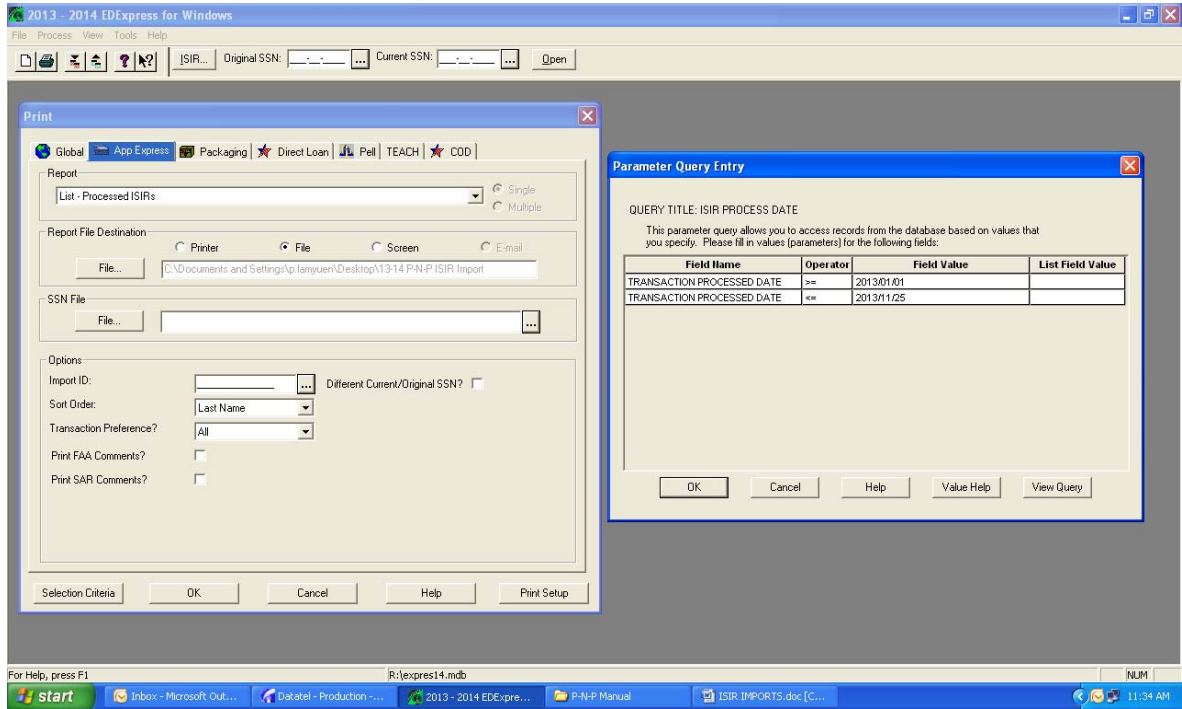 2013 - 2014 EDExpress for Windows
File Process View Tools Help
ISIR... Original SSN: ___-__-____ ... Current SSN: ___-__-____ ... Open
Print
Global App Express Packaging Direct Loan Pell TEACH COD
Report
List - Processed ISIRs
Single
Multiple
Report File Destination
Printer File Screen E-mail
File... C:\Documents and Settings\p.lamyuen\Desktop\13-14 P-N-P ISIR Import
SSN File
File... ...
Options
Import ID: ... Different Current/Original SSN?
Sort Order: Last Name
Transaction Preference? All
Print FAA Comments?
Print SAR Comments?
Selection Criteria OK Cancel Help Print Setup
Parameter Query Entry
QUERY TITLE: ISIR PROCESS DATE
This parameter query allows you to access records from the database based on values that
you specify. Please fill in values (parameters) for the following fields:
Field Name Operator Field Value List Field Value
TRANSACTION PROCESSED DATE >= 2013/01/01
TRANSACTION PROCESSED DATE <= 2013/11/25
OK Cancel Help Value Help View Query
For Help, press F1 R:\expres14.mdb NUM
start Inbox - Microsoft Out... Datatel - Production -... 2013 - 2014 EDExpre... P-N-P Manual ISIR IMPORTS.doc [C... 11:34 AM